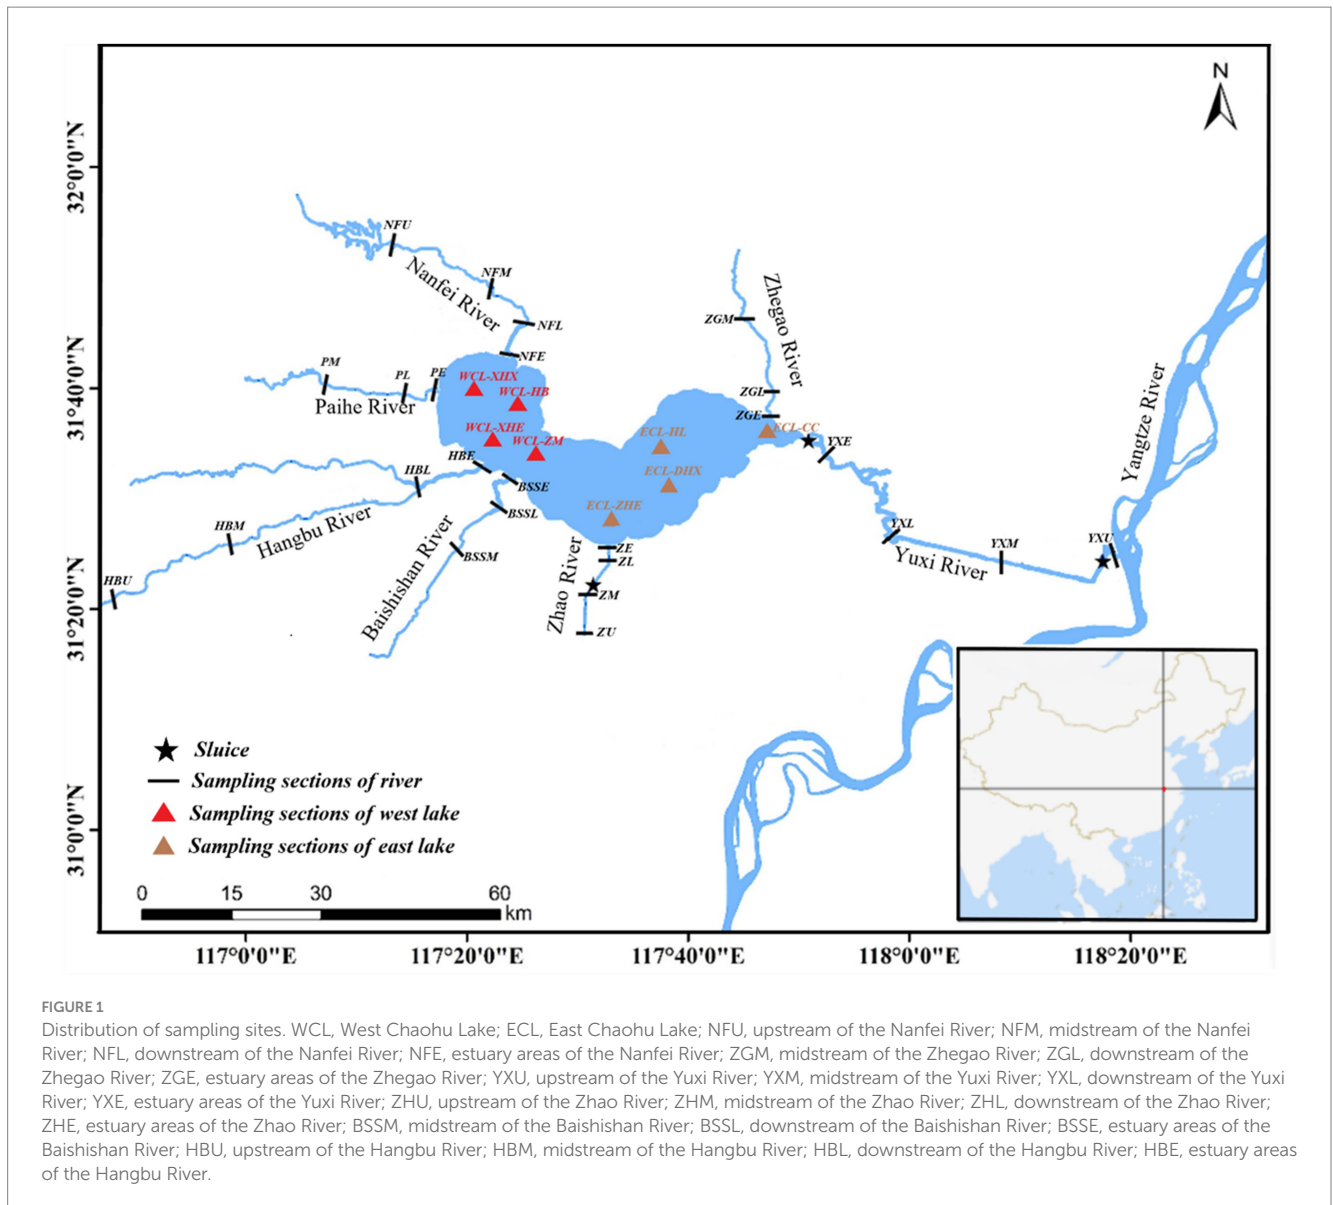 N
32°0'0"N
31°40'0"N
31°20'0"N
31°0'0"N
NFU
NFM
Nanfei River
NFL
NFE
PM
PL
PE
Paihe River
WCL-XHX
WCL-HB
WCL-XHE
WCL-ZM
ZGM
Zhegao River
ZGL
ZGE
ECL-CC
ECL-HL
ECL-DHX
ECL-ZHE
YXE
YXL
YXM
YXU
Yuxi River
Yangtze River
HBE
HBL
HBM
HBU
Hangbu River
BSSE
BSSL
BSSM
Baishishan River
ZE
ZL
ZM
ZU
Zhao River
Sluice
Sampling sections of river
Sampling sections of west lake
Sampling sections of east lake
0 15 30 60
km
117°0'0"E 117°20'0"E 117°40'0"E 118°0'0"E 118°20'0"E
FIGURE 1
Distribution of sampling sites. WCL, West Chaohu Lake; ECL, East Chaohu Lake; NFU, upstream of the Nanfei River; NFM, midstream of the Nanfei
River; NFL, downstream of the Nanfei River; NFE, estuary areas of the Nanfei River; ZGM, midstream of the Zhegao River; ZGL, downstream of the
Zhegao River; ZGE, estuary areas of the Zhegao River; YXU, upstream of the Yuxi River; YXM, midstream of the Yuxi River; YXL, downstream of the Yuxi
River; YXE, estuary areas of the Yuxi River; ZHU, upstream of the Zhao River; ZHM, midstream of the Zhao River; ZHL, downstream of the Zhao River;
ZHE, estuary areas of the Zhao River; BSSM, midstream of the Baishishan River; BSSL, downstream of the Baishishan River; BSSE, estuary areas of the
Baishishan River; HBU, upstream of the Hangbu River; HBM, midstream of the Hangbu River; HBL, downstream of the Hangbu River; HBE, estuary areas
of the Hangbu River.